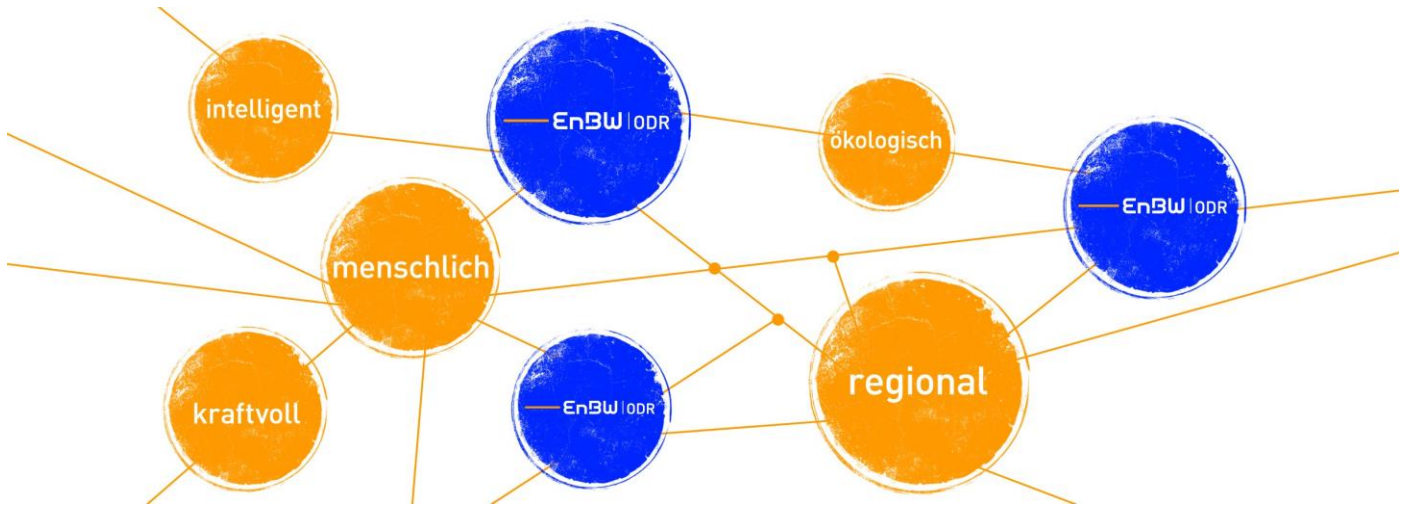 intelligent
EnBW | ODR
ökologisch
EnBW | ODR
menschlich
regional
kraftvoll
EnBW | ODR